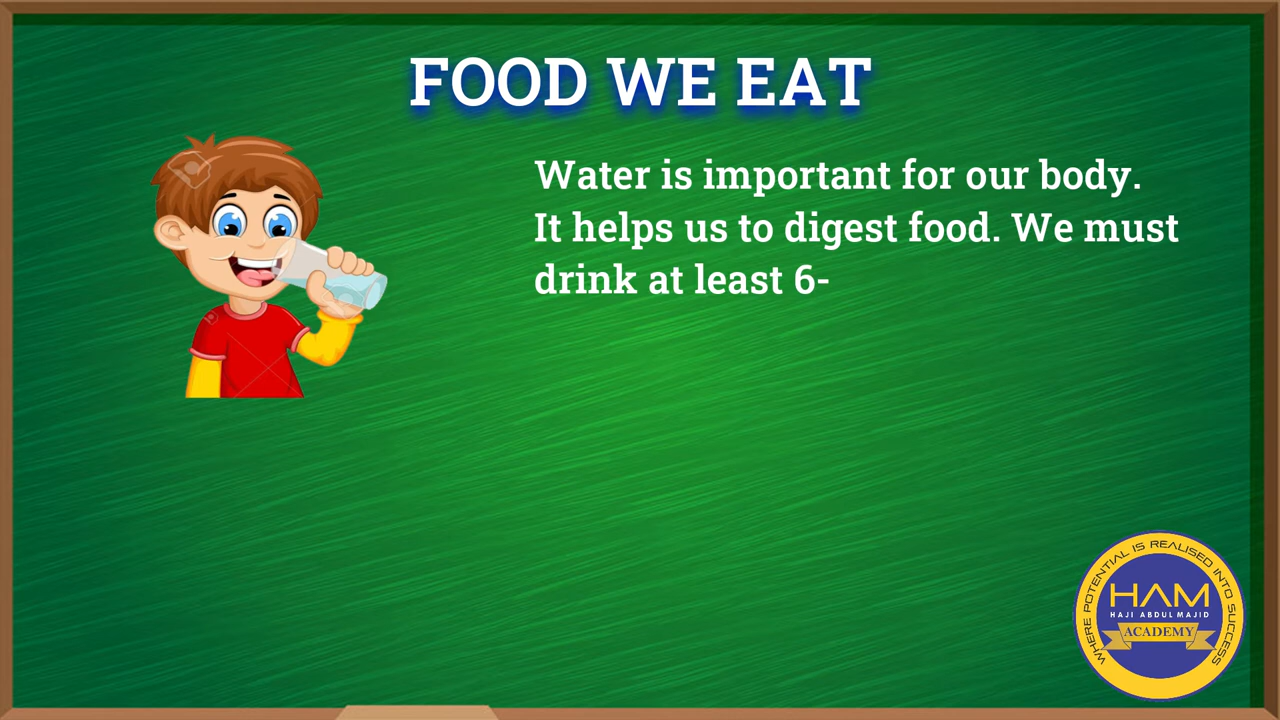 FOOD WE EAT
Water is important for our body.
It helps us to digest food. We must
drink at least 6-
WHERE POTENTIAL IS REALISED INTO SUCCESS
HAM
HAJI ABDUL MAJID
ACADEMY